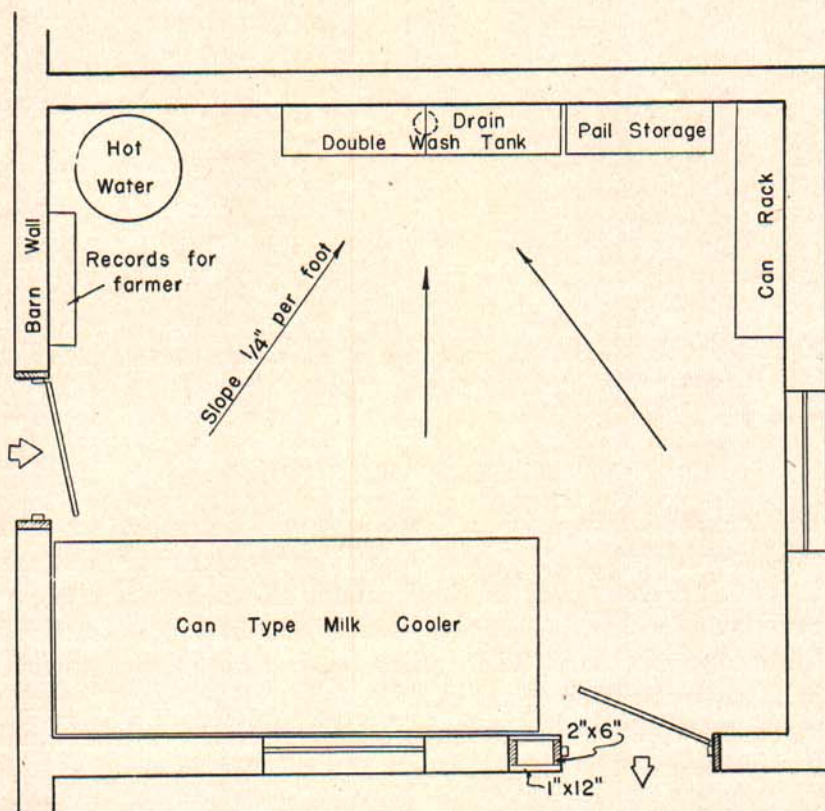 Hot
Water
Drain
Double Wash Tank
Pail Storage
Can Rack
Barn Wall
Records for
farmer
Slope 1/4" per foot
Can Type Milk Cooler
2"x6"
1"x12"